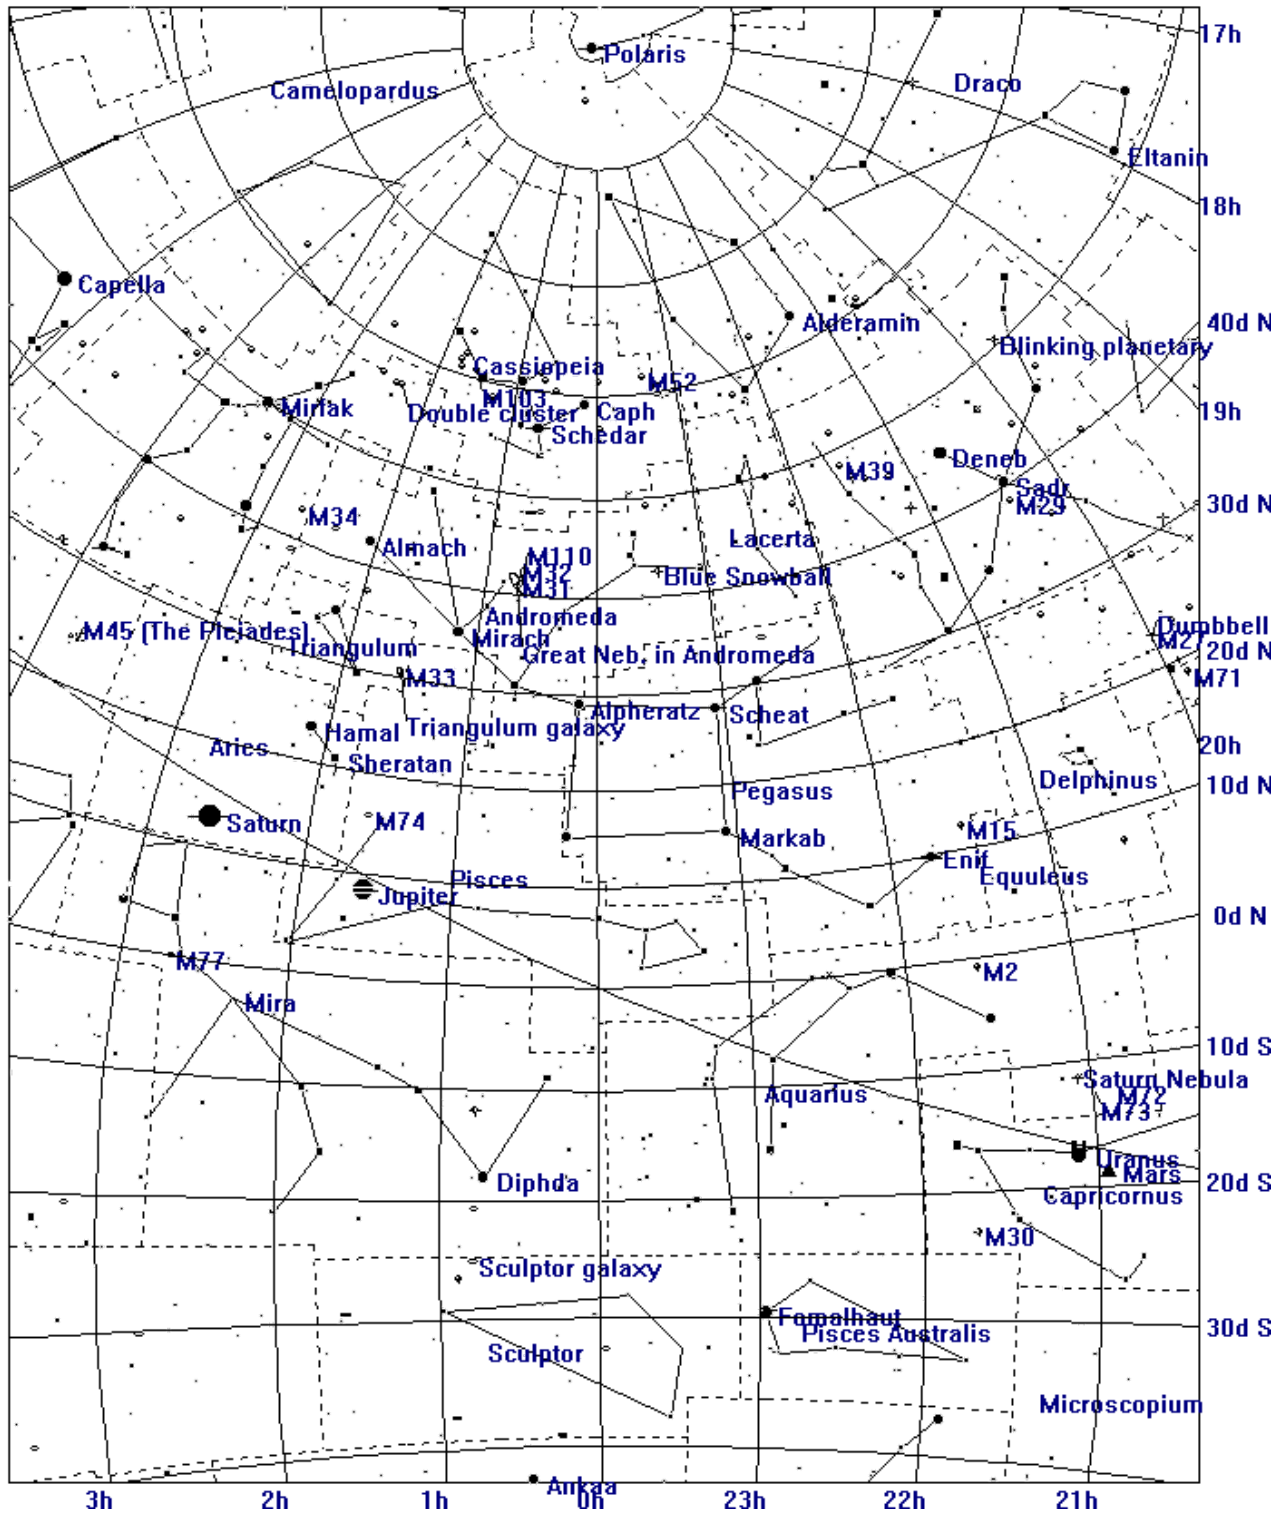 17h
Polaris
Draco
Camelopardus
Eltanin
18h
Capella
40d N
Alderamin
Blinking planetary
Cassiopeia
M52
M103
Mirfak
Double cluster
Caph
19h
Schedar
Deneb
M39
Sadr
M29
30d N
M34
Lacerta
Almach
M110
M32
Blue Snowball
M31
Andromeda
Dumbbell
M45 (The Pleiades)
Mirach
M27
Triangulum
Great Neb. in Andromeda
20d N
M33
M71
Alpheratz
Scheat
Triangulum galaxy
Hamal
Aries
20h
Sheratan
Delphinus
10d N
Pegasus
Saturn
M74
M15
Markab
Enif
Pisces
Equuleus
Jupiter
0d N
M77
M2
Mira
10d S
Saturn Nebula
Aquarius
M72
M73
Uranus
Mars
Diphda
20d S
Capricornus
M30
Sculptor galaxy
Fomalhaut
30d S
Pisces Australis
Sculptor
Microscopium
Ankaa
3h
2h
1h
0h
23h
22h
21h